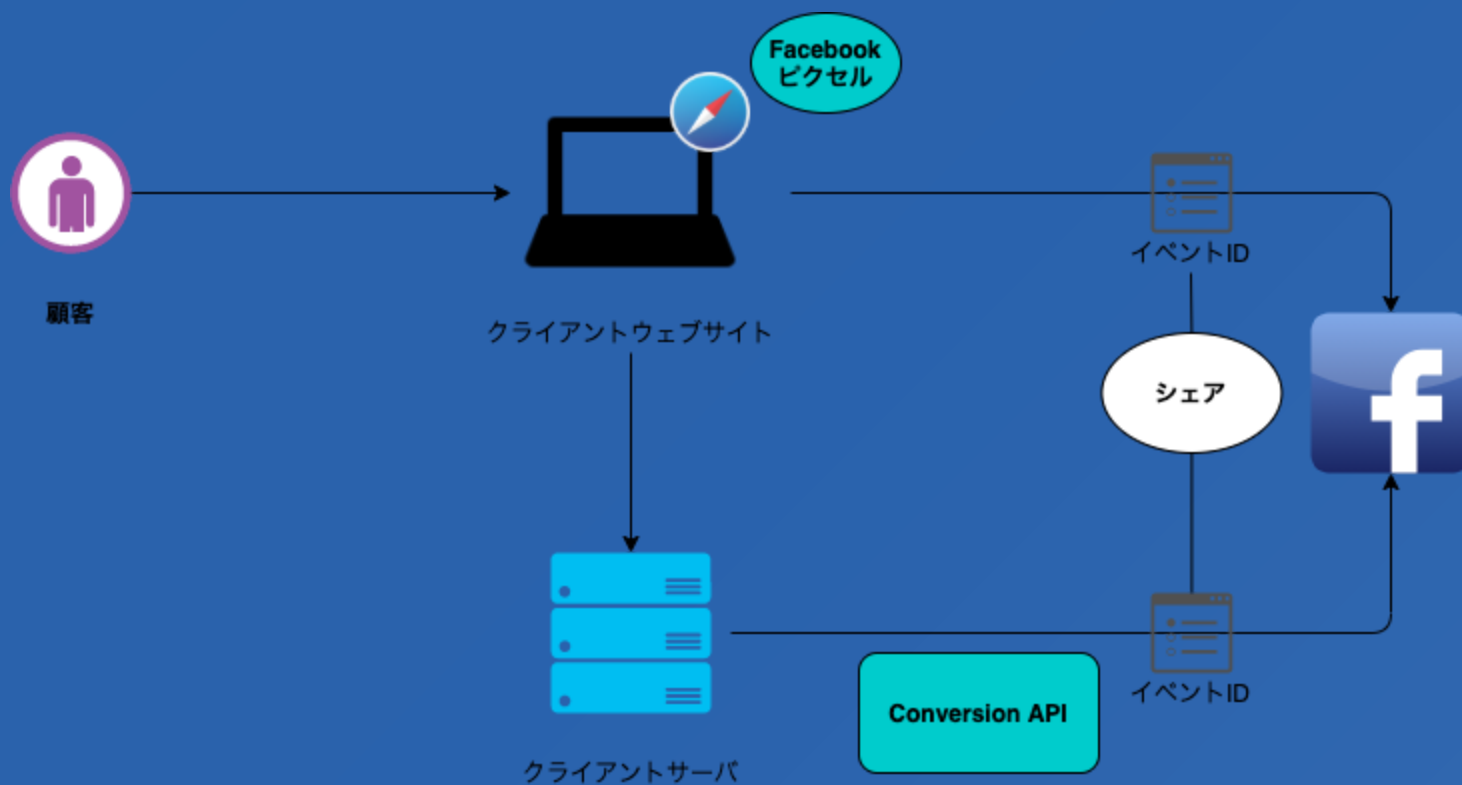 Facebook
ピクセル
イベントID
顧客
クライアントウェブサイト
シェア
イベントID
Conversion API
クライアントサーバ